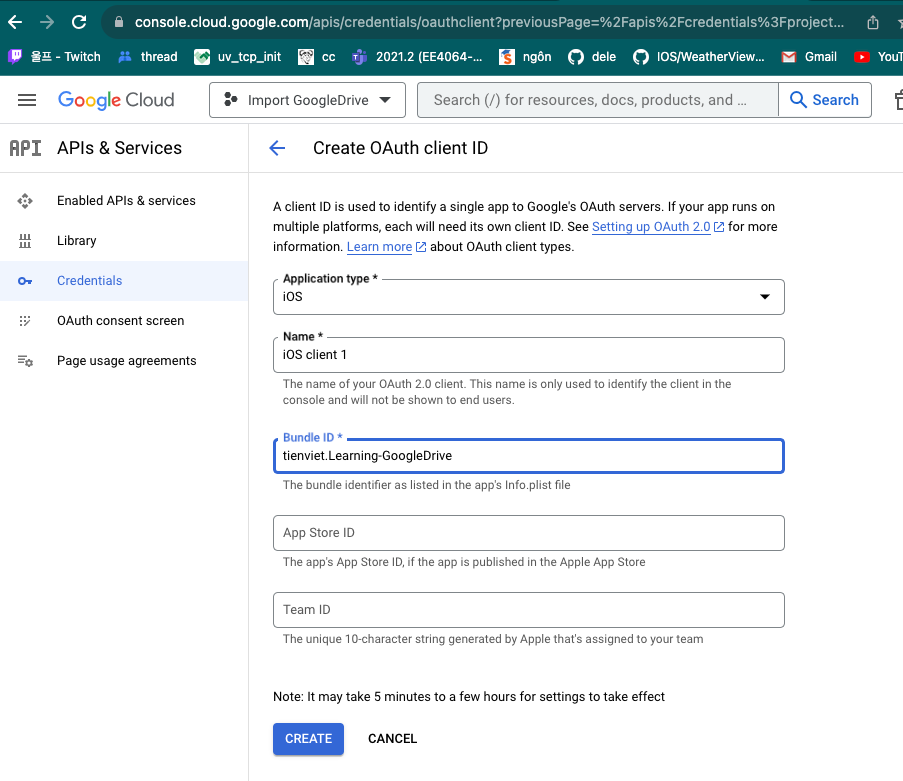 console.cloud.google.com/apis/credentials/oauthclient?previousPage=%2Fapis%2Fcredentials%3Fproject...
울프 - Twitch thread uv_tcp_init cc 2021.2 (EE4064-... ngôn dele IOS/WeatherView... Gmail YouT
Google Cloud Import GoogleDrive Search (/) for resources, docs, products, and ... Search
API APIs & Services Create OAuth client ID
Enabled APIs & services
Library
Credentials
OAuth consent screen
Page usage agreements
A client ID is used to identify a single app to Google's OAuth servers. If your app runs on
multiple platforms, each will need its own client ID. See Setting up OAuth 2.0 for more
information. Learn more about OAuth client types.
Application type *
iOS
Name *
iOS client 1
The name of your OAuth 2.0 client. This name is only used to identify the client in the
console and will not be shown to end users.
Bundle ID *
tienviet.Learning-GoogleDrive
The bundle identifier as listed in the app's Info.plist file
App Store ID
The app's App Store ID, if the app is published in the Apple App Store
Team ID
The unique 10-character string generated by Apple that's assigned to your team
Note: It may take 5 minutes to a few hours for settings to take effect
CREATE CANCEL